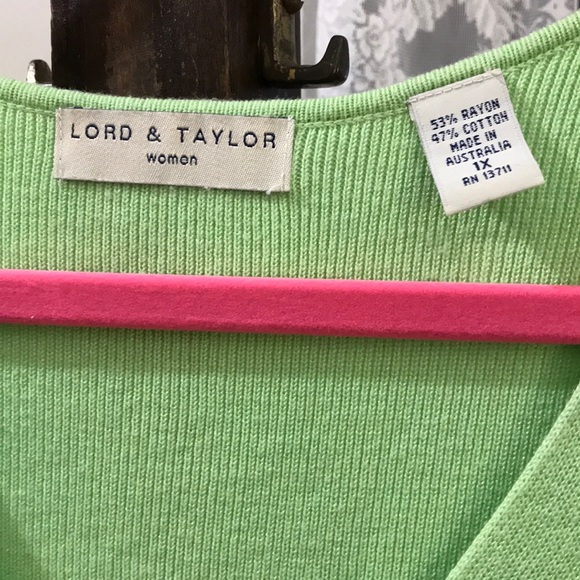 LORD & TAYLOR
women
53% RAYON
47% COTTON
MADE IN
AUSTRALIA
1X
RN 13711